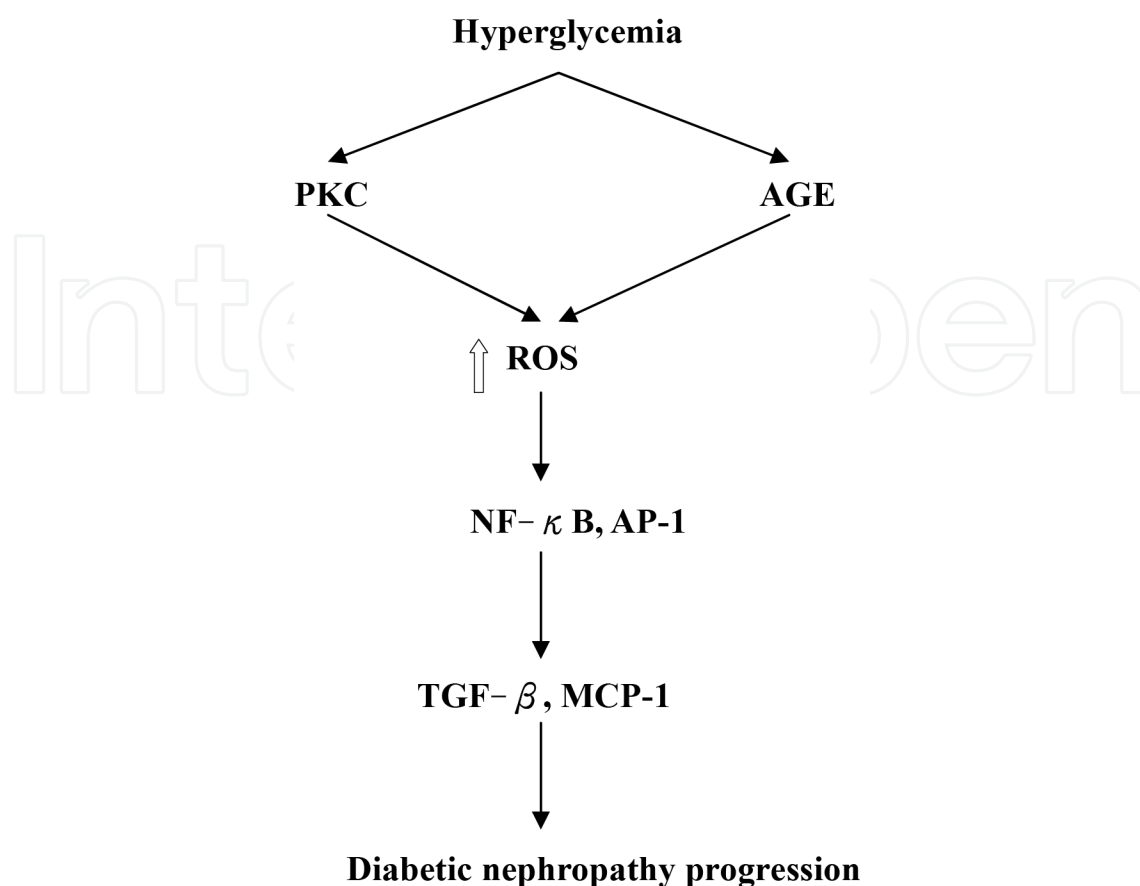 Hyperglycemia
PKC
AGE
ROS
NF-κB, AP-1
TGF-β, MCP-1
Diabetic nephropathy progression